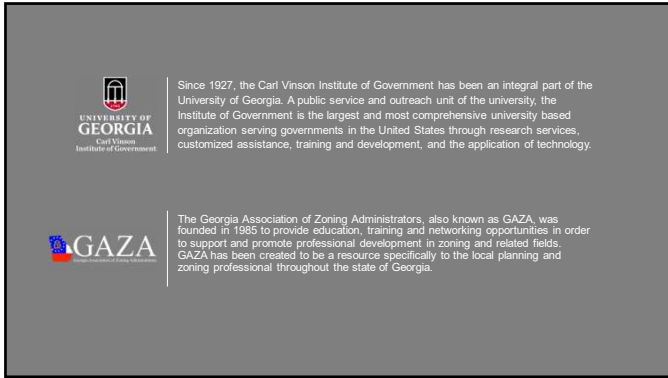 UNIVERSITY OF
GEORGIA
Carl Vinson
Institute of Government
Since 1927, the Carl Vinson Institute of Government has been an integral part of the
University of Georgia. A public service and outreach unit of the university, the
Institute of Government is the largest and most comprehensive university based
organization serving governments in the United States through research services,
customized assistance, training and development, and the application of technology.
GAZA
Georgia Association of Zoning Administrators
The Georgia Association of Zoning Administrators, also known as GAZA, was
founded in 1985 to provide education, training and networking opportunities in order
to support and promote professional development in zoning and related fields.
GAZA has been created to be a resource specifically to the local planning and
zoning professional throughout the state of Georgia.